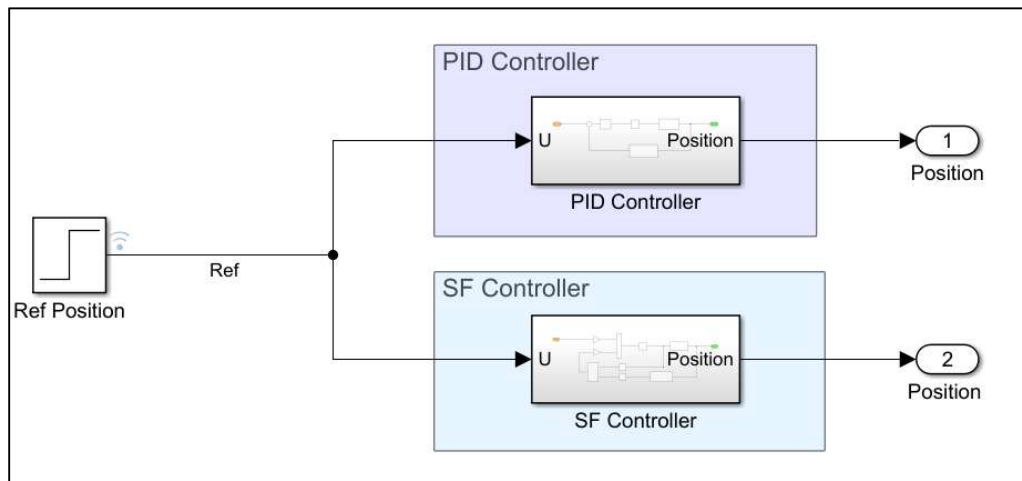 PID Controller
U
Position
PID Controller
1
Position
Ref
Ref Position
SF Controller
U
Position
SF Controller
2
Position